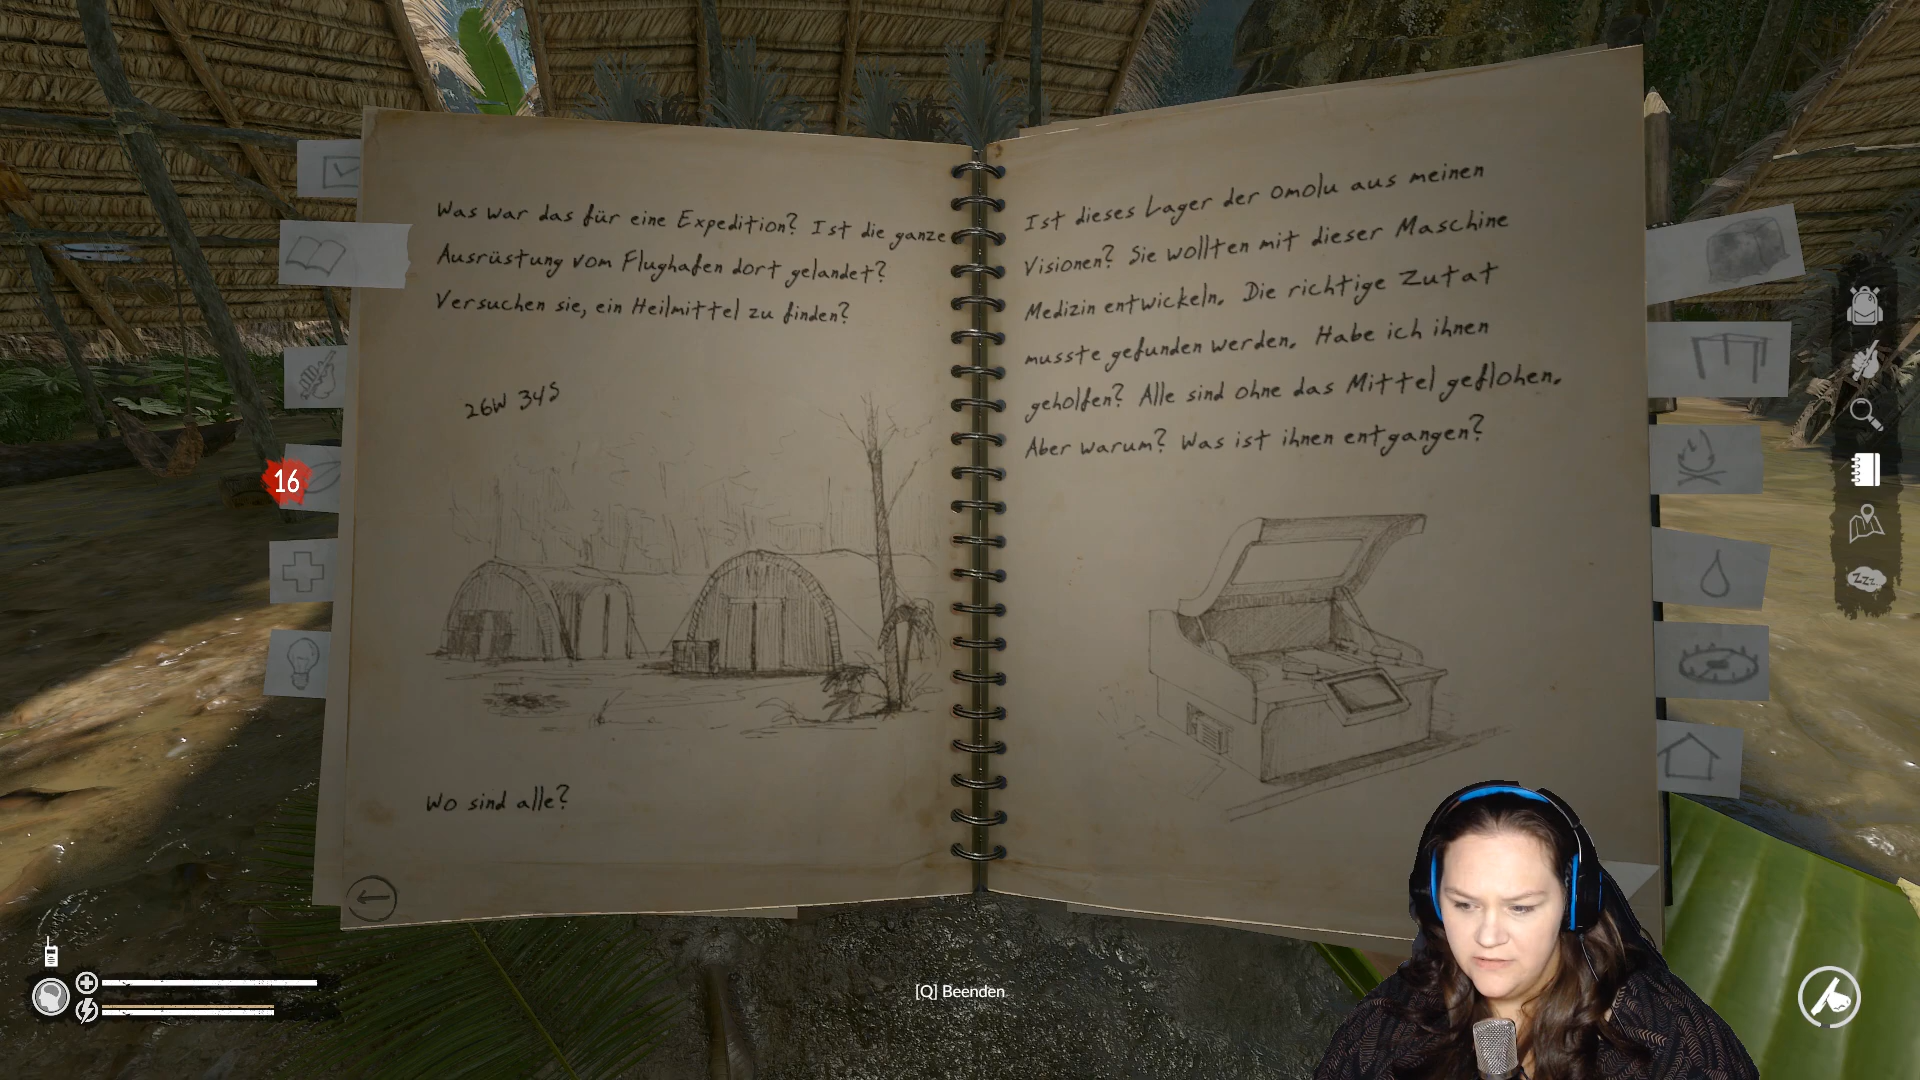 Was war das für eine Expedition? Ist die ganze
Ausrüstung vom Flughafen dort gelandet?
Versuchen sie, ein Heilmittel zu finden?
26W 34S
Wo sind alle?
Ist dieses Lager der Omolu aus meinen
Visionen? Sie wollten mit dieser Maschine
Medizin entwickeln. Die richtige Zutat
musste gefunden werden. Habe ich ihnen
geholfen? Alle sind ohne das Mittel geflohen.
Aber warum? Was ist ihnen entgangen?
16
zzz
[Q] Beenden